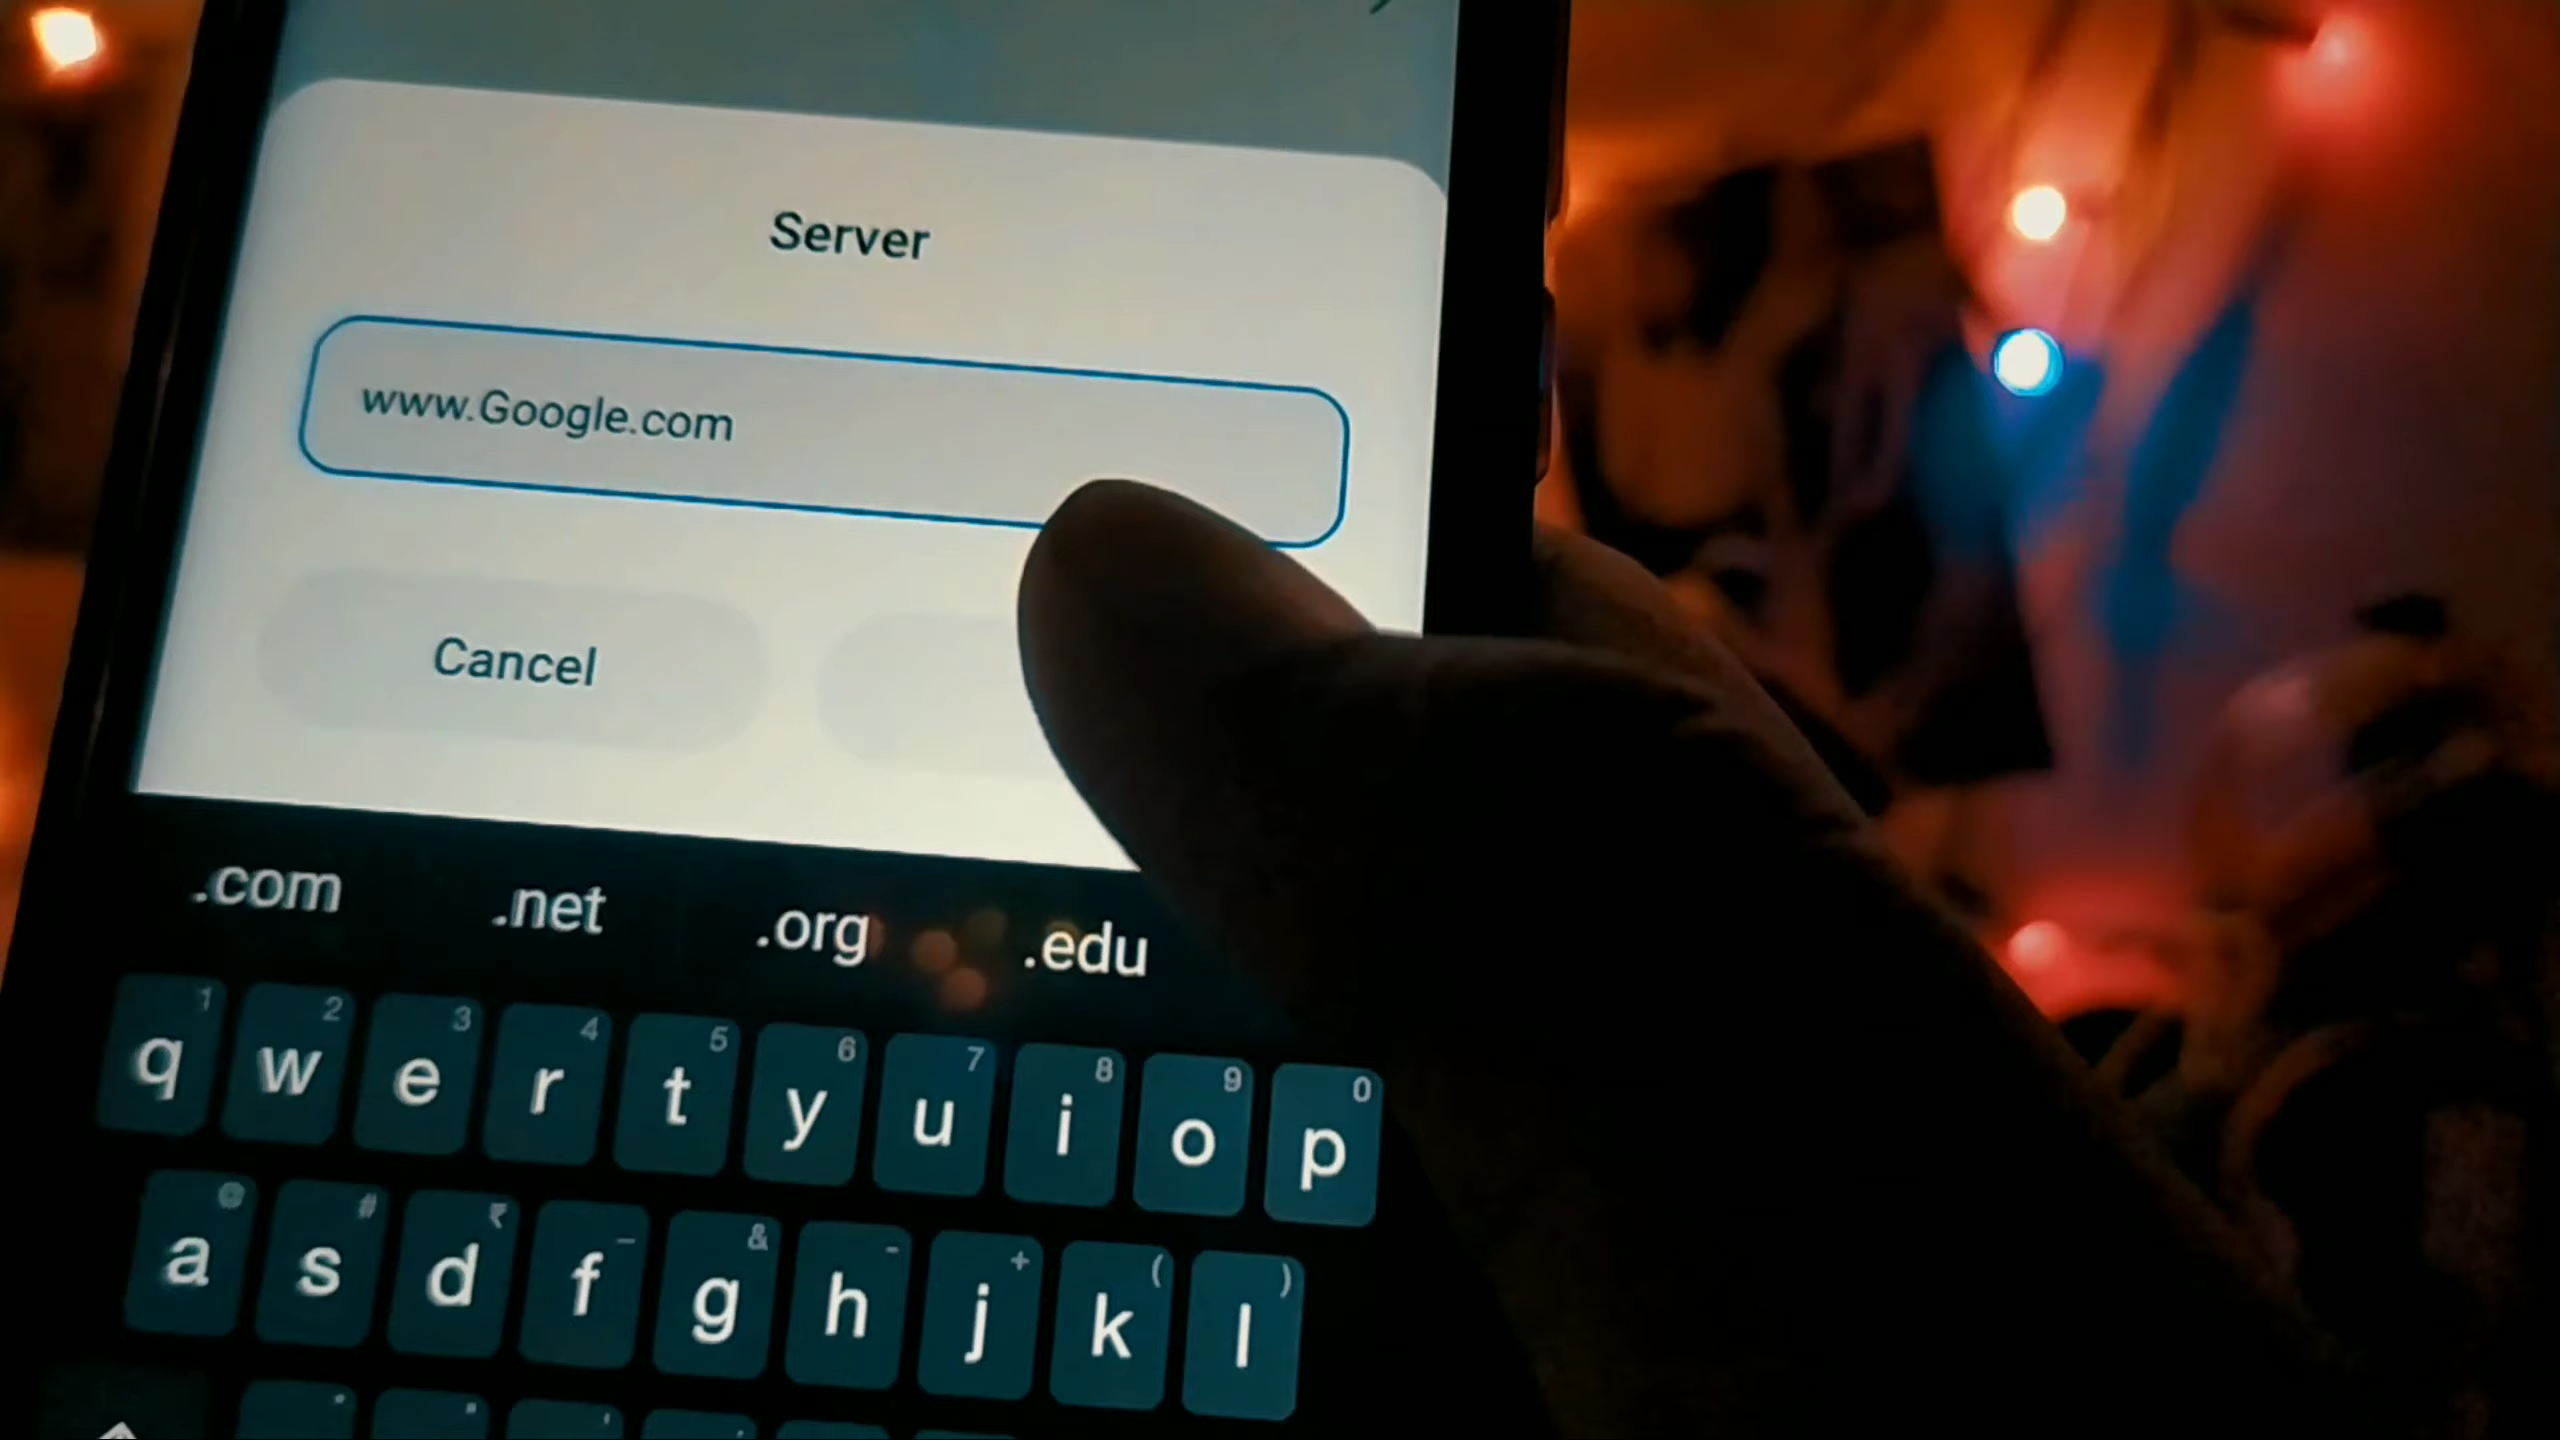 Server
www.Google.com
Cancel
.com .net .org .edu
1 2 3 4 5 6 7 8 9 0
q w e r t y u i o p
@ # ₹ _ & - + ( )
a s d f g h j k l